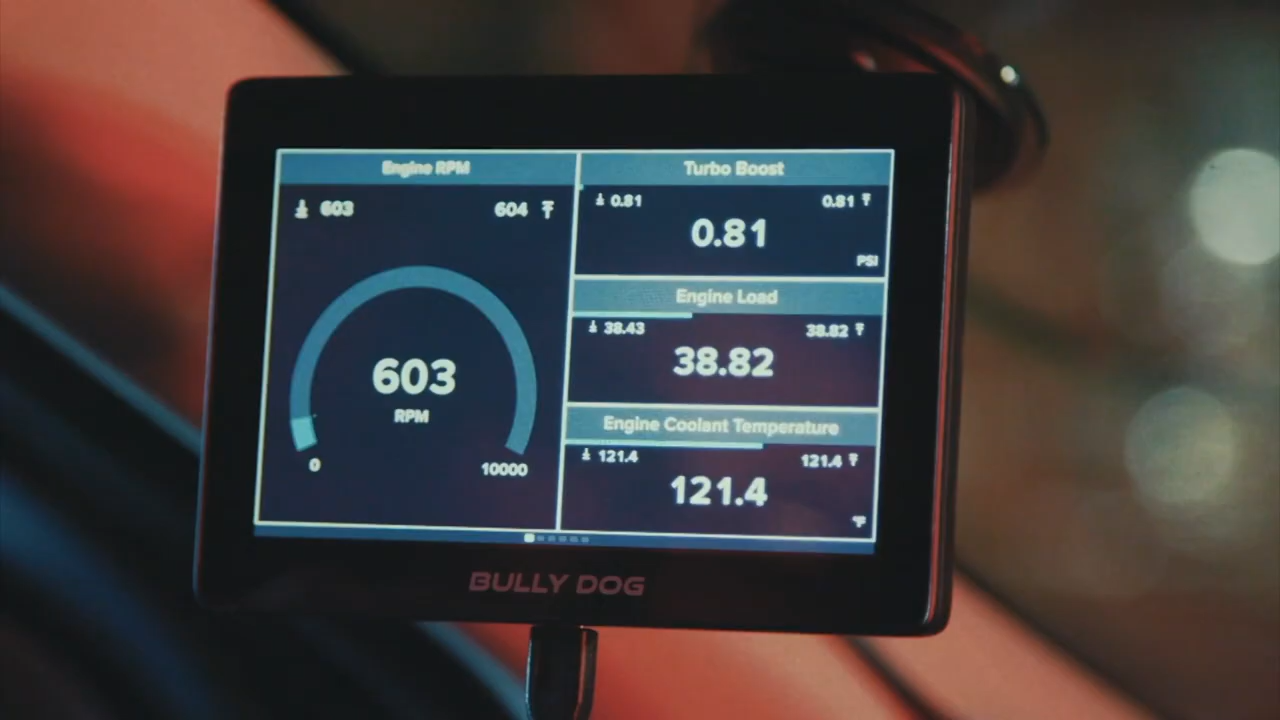 Engine RPM
603 604
603
RPM
0 10000
Turbo Boost
0.81 0.81
0.81
PSI
Engine Load
38.43 38.82
38.82
Engine Coolant Temperature
121.4 121.4
121.4
°F
BULLY DOG